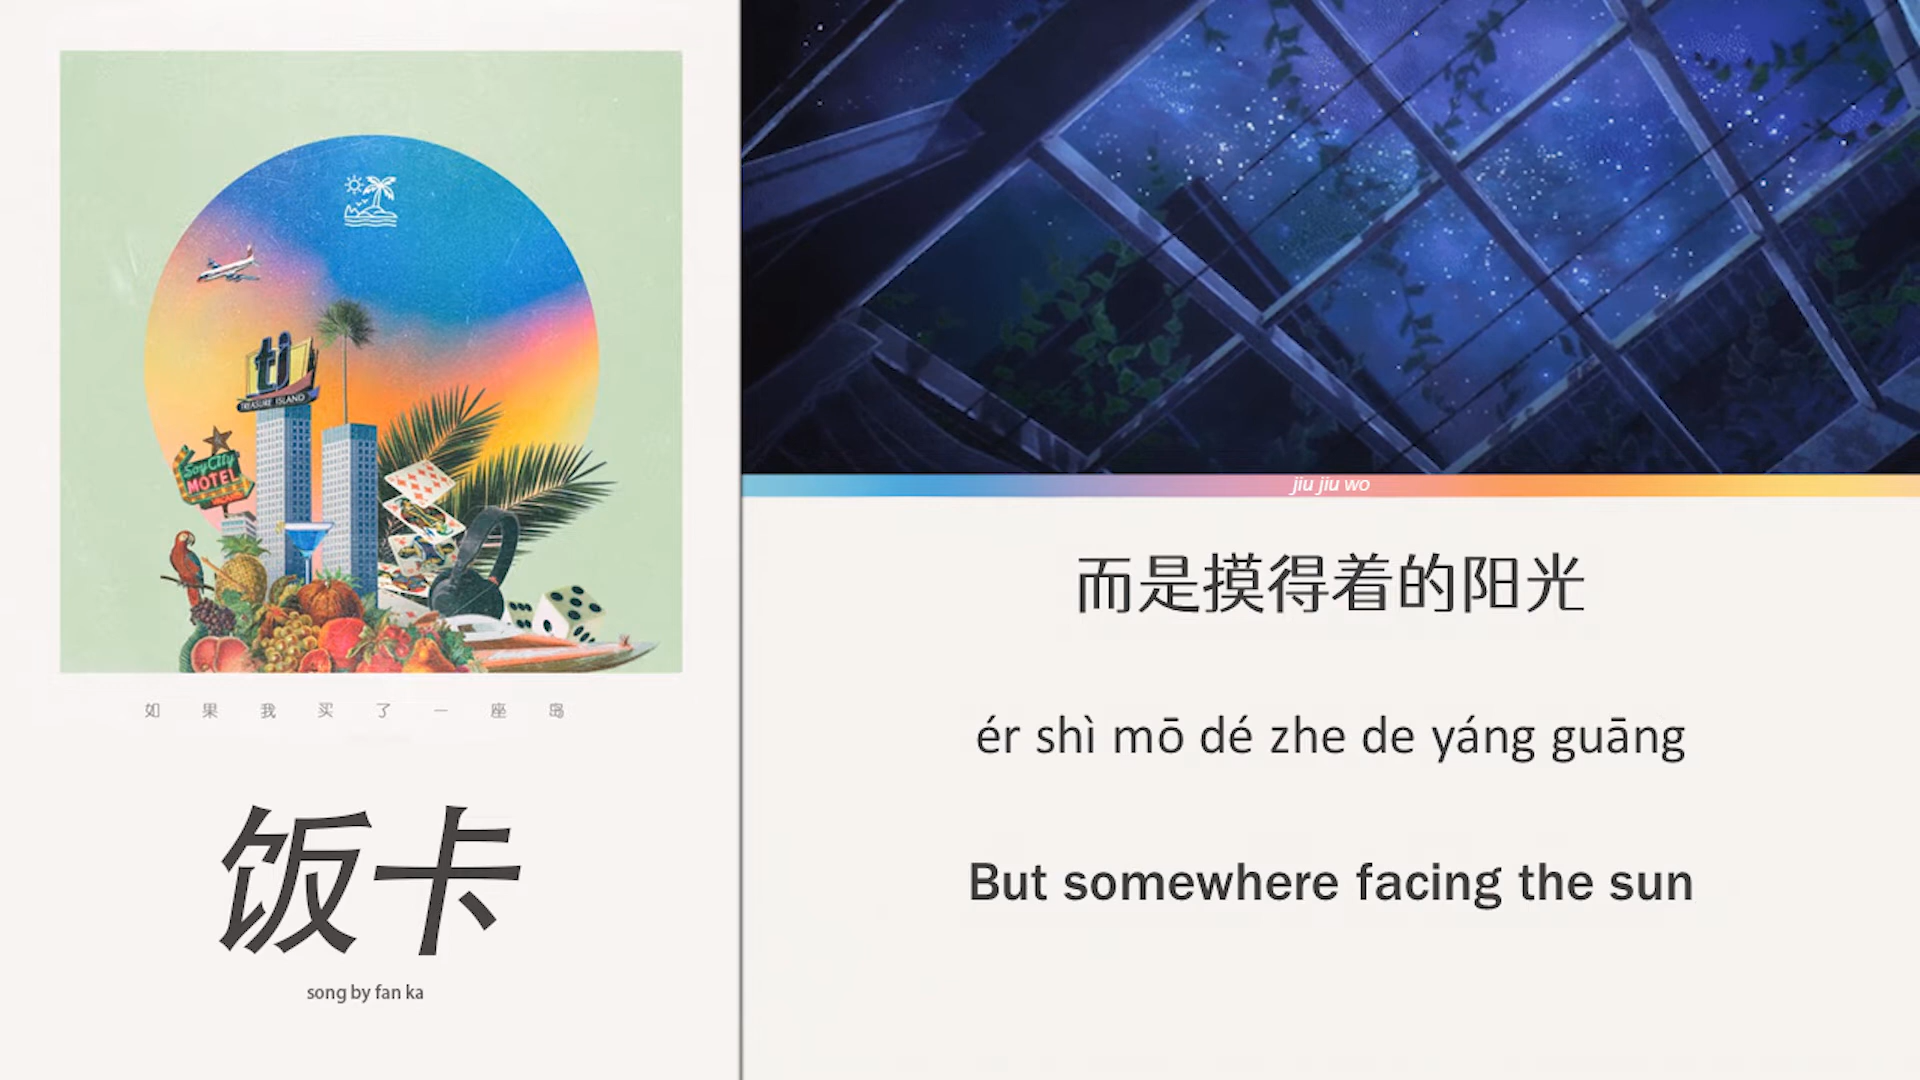 ti
TREASURE ISLAND
Soy City
MOTEL
如果我买了一座岛
饭卡
song by fan ka
jiu jiu wo
而是摸得着的阳光
ér shì mō dé zhe de yáng guāng
But somewhere facing the sun